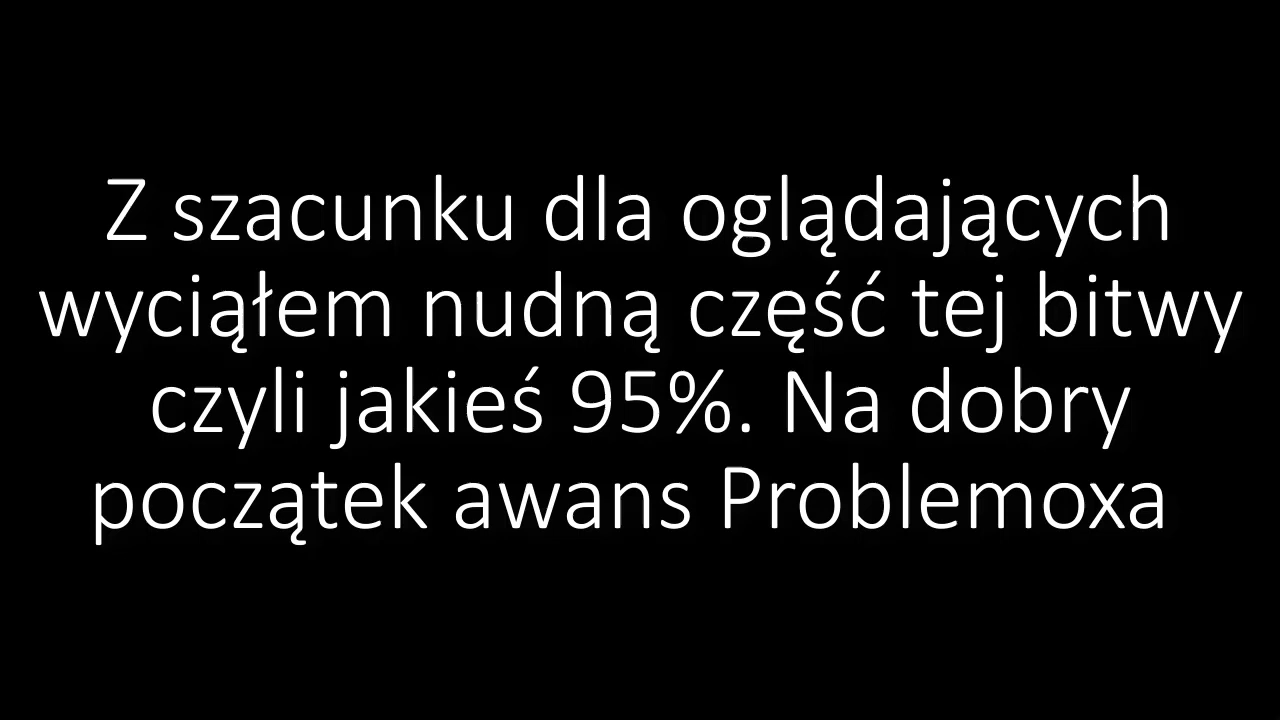 Z szacunku dla oglądających
wyciąłem nudną część tej bitwy
czyli jakieś 95%. Na dobry
początek awans Problemoxa